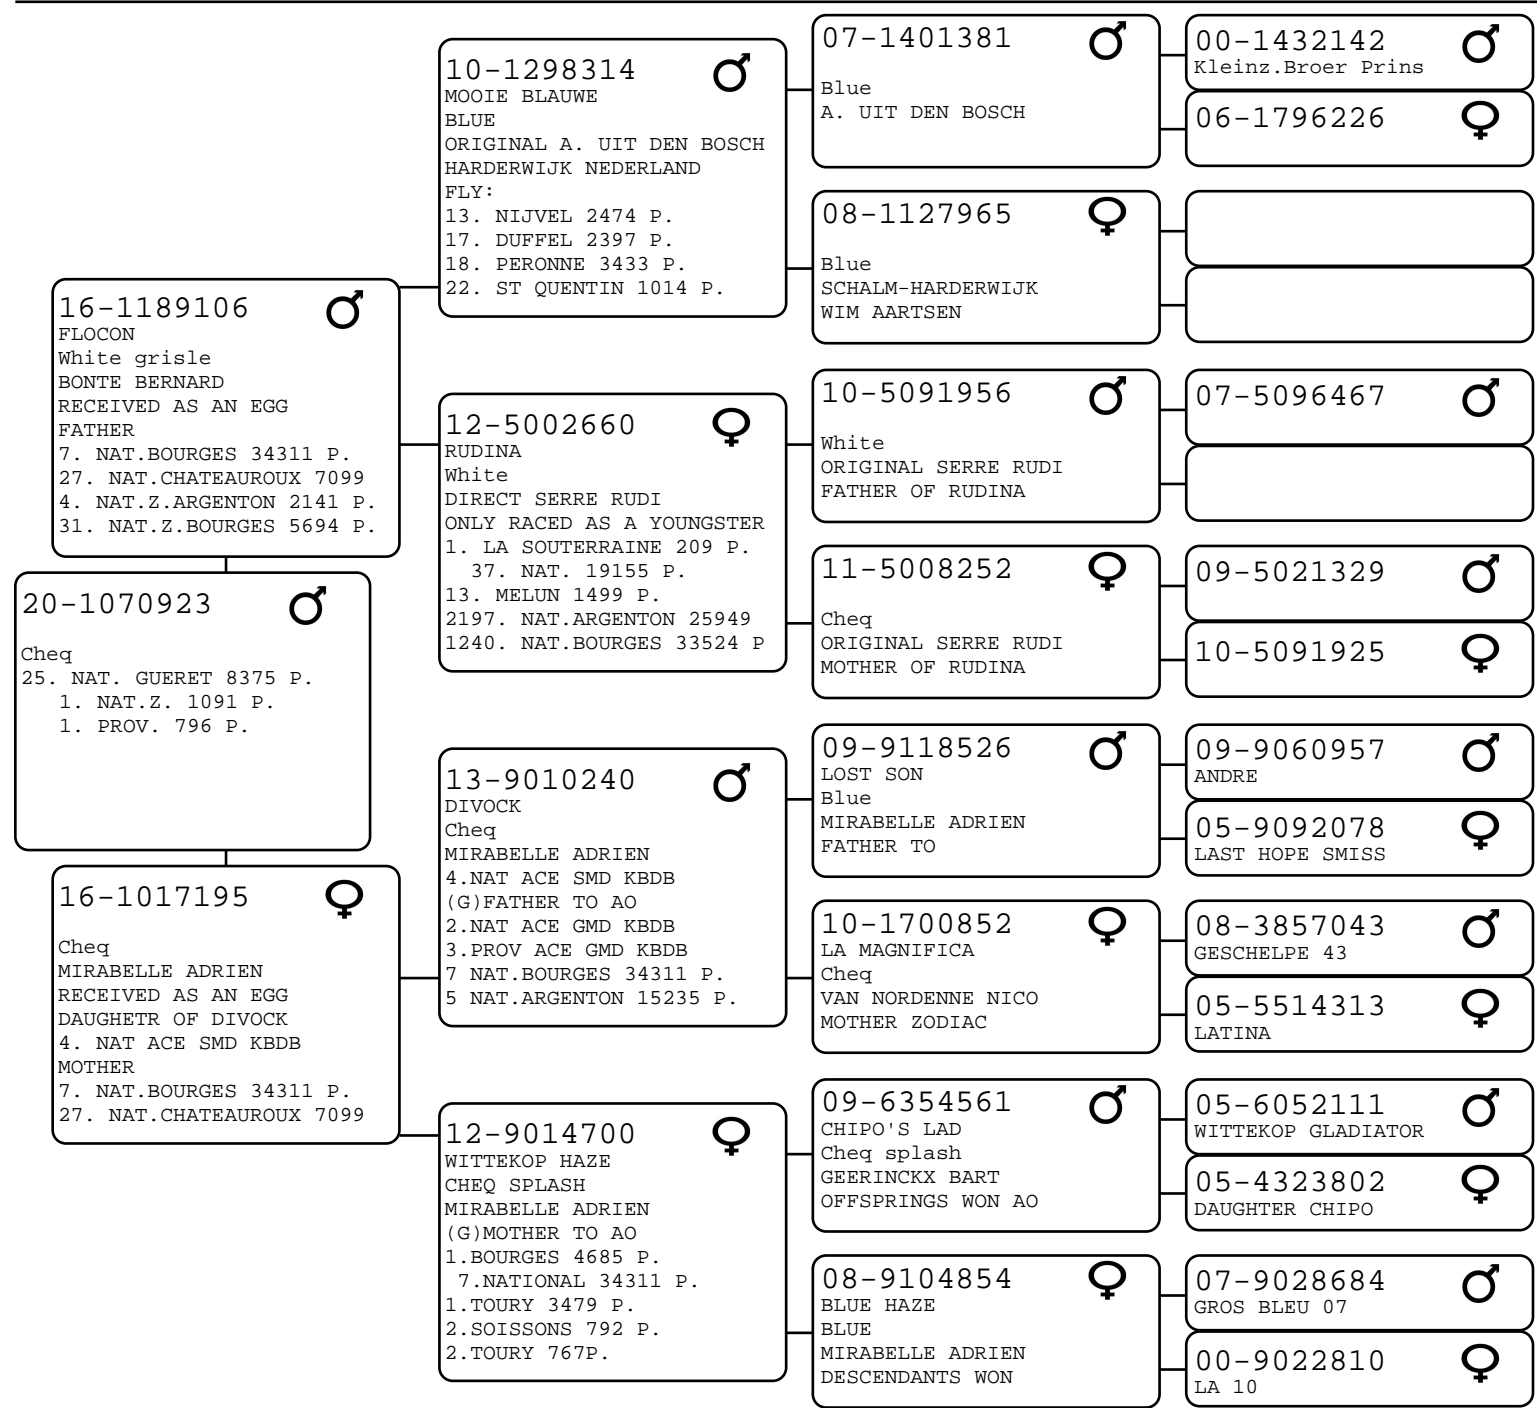 16-1189106
FLOCON
White grisle
BONTE BERNARD
RECEIVED AS AN EGG
FATHER
7. NAT.BOURGES 34311 P.
27. NAT.CHATEAUROUX 7099
4. NAT.Z.ARGENTON 2141 P.
31. NAT.Z.BOURGES 5694 P.
20-1070923
Cheq
25. NAT. GUERET 8375 P.
1. NAT.Z. 1091 P.
1. PROV. 796 P.
16-1017195
Cheq
MIRABELLE ADRIEN
RECEIVED AS AN EGG
DAUGHETR OF DIVOCK
4. NAT ACE SMD KBDB
MOTHER
7. NAT.BOURGES 34311 P.
27. NAT.CHATEAUROUX 7099
10-1298314
MOOIE BLAUWE
BLUE
ORIGINAL A. UIT DEN BOSCH
HARDERWIJK NEDERLAND
FLY:
13. NIJVEL 2474 P.
17. DUFFEL 2397 P.
18. PERONNE 3433 P.
22. ST QUENTIN 1014 P.
12-5002660
RUDINA
White
DIRECT SERRE RUDI
ONLY RACED AS A YOUNGSTER
1. LA SOUTERRAINE 209 P.
37. NAT. 19155 P.
13. MELUN 1499 P.
2197. NAT.ARGENTON 25949
1240. NAT.BOURGES 33524 P
13-9010240
DIVOCK
Cheq
MIRABELLE ADRIEN
4.NAT ACE SMD KBDB
(G)FATHER TO AO
2.NAT ACE GMD KBDB
3.PROV ACE GMD KBDB
7 NAT.BOURGES 34311 P.
5 NAT.ARGENTON 15235 P.
12-9014700
WITTEKOP HAZE
CHEQ SPLASH
MIRABELLE ADRIEN
(G)MOTHER TO AO
1.BOURGES 4685 P.
7.NATIONAL 34311 P.
1.TOURY 3479 P.
2.SOISSONS 792 P.
2.TOURY 767P.
07-1401381
Blue
A. UIT DEN BOSCH
08-1127965
Blue
SCHALM-HARDERWIJK
WIM AARTSEN
10-5091956
White
ORIGINAL SERRE RUDI
FATHER OF RUDINA
11-5008252
Cheq
ORIGINAL SERRE RUDI
MOTHER OF RUDINA
09-9118526
LOST SON
Blue
MIRABELLE ADRIEN
FATHER TO
10-1700852
LA MAGNIFICA
Cheq
VAN NORDENNE NICO
MOTHER ZODIAC
09-6354561
CHIPO'S LAD
Cheq splash
GEERINCKX BART
OFFSPRINGS WON AO
08-9104854
BLUE HAZE
BLUE
MIRABELLE ADRIEN
DESCENDANTS WON
00-1432142
Kleinz.Broer Prins
06-1796226
07-5096467
09-5021329
10-5091925
09-9060957
ANDRE
05-9092078
LAST HOPE SMISS
08-3857043
GESCHELPE 43
05-5514313
LATINA
05-6052111
WITTEKOP GLADIATOR
05-4323802
DAUGHTER CHIPO
07-9028684
GROS BLEU 07
00-9022810
LA 10